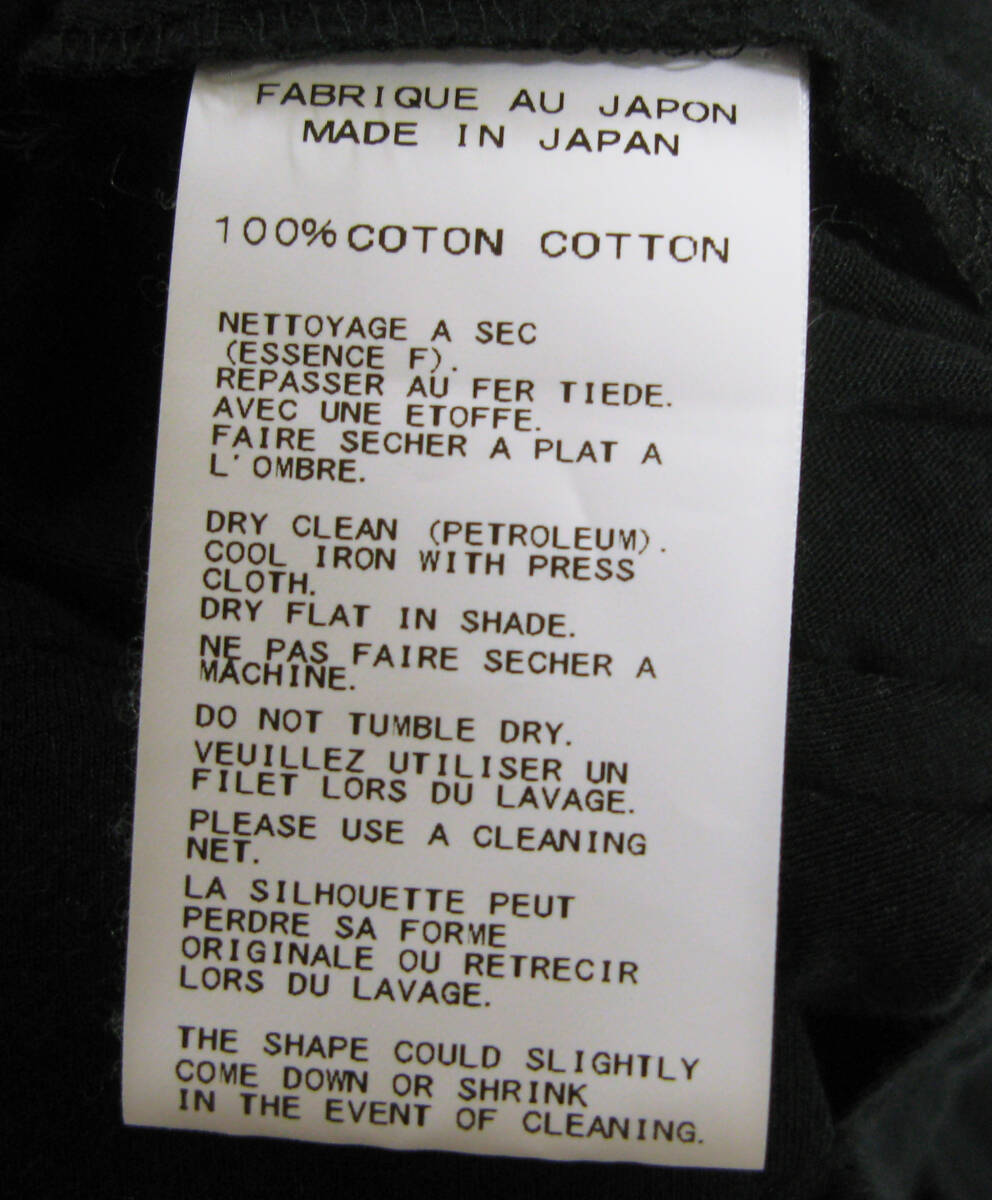 FABRIQUE AU JAPON
MADE IN JAPAN
100%COTON COTTON
NETTOYAGE A SEC
(ESSENCE F).
REPASSER AU FER TIEDE.
AVEC UNE ETOFFE.
FAIRE SECHER A PLAT A
L'OMBRE.
DRY CLEAN (PETROLEUM).
COOL IRON WITH PRESS
CLOTH.
DRY FLAT IN SHADE.
NE PAS FAIRE SECHER A
MACHINE.
DO NOT TUMBLE DRY.
VEUILLEZ UTILISER UN
FILET LORS DU LAVAGE.
PLEASE USE A CLEANING
NET.
LA SILHOUETTE PEUT
PERDRE SA FORME
ORIGINALE OU RETRECIR
LORS DU LAVAGE.
THE SHAPE COULD SLIGHTLY
COME DOWN OR SHRINK
IN THE EVENT OF CLEANING.